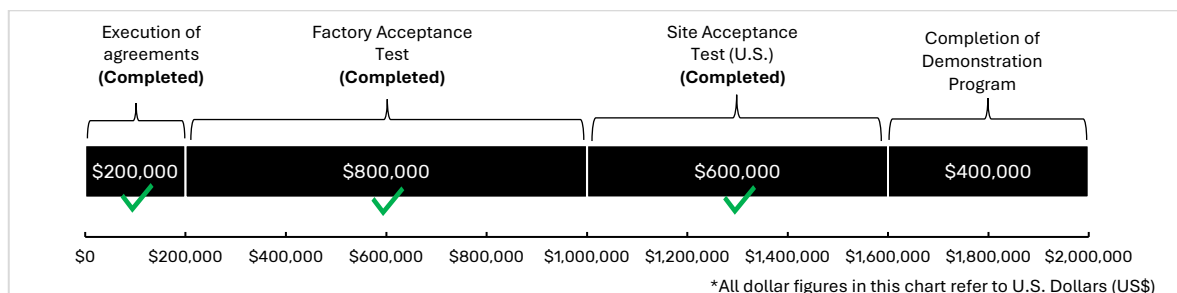 Execution of
agreements
(Completed)
Factory Acceptance
Test
(Completed)
Site Acceptance
Test (U.S.)
(Completed)
Completion of
Demonstration
Program
$200,000
$800,000
$600,000
$400,000
$0
$200,000
$400,000
$600,000
$800,000
$1,000,000
$1,200,000
$1,400,000
$1,600,000
$1,800,000
$2,000,000
*All dollar figures in this chart refer to U.S. Dollars (US$)